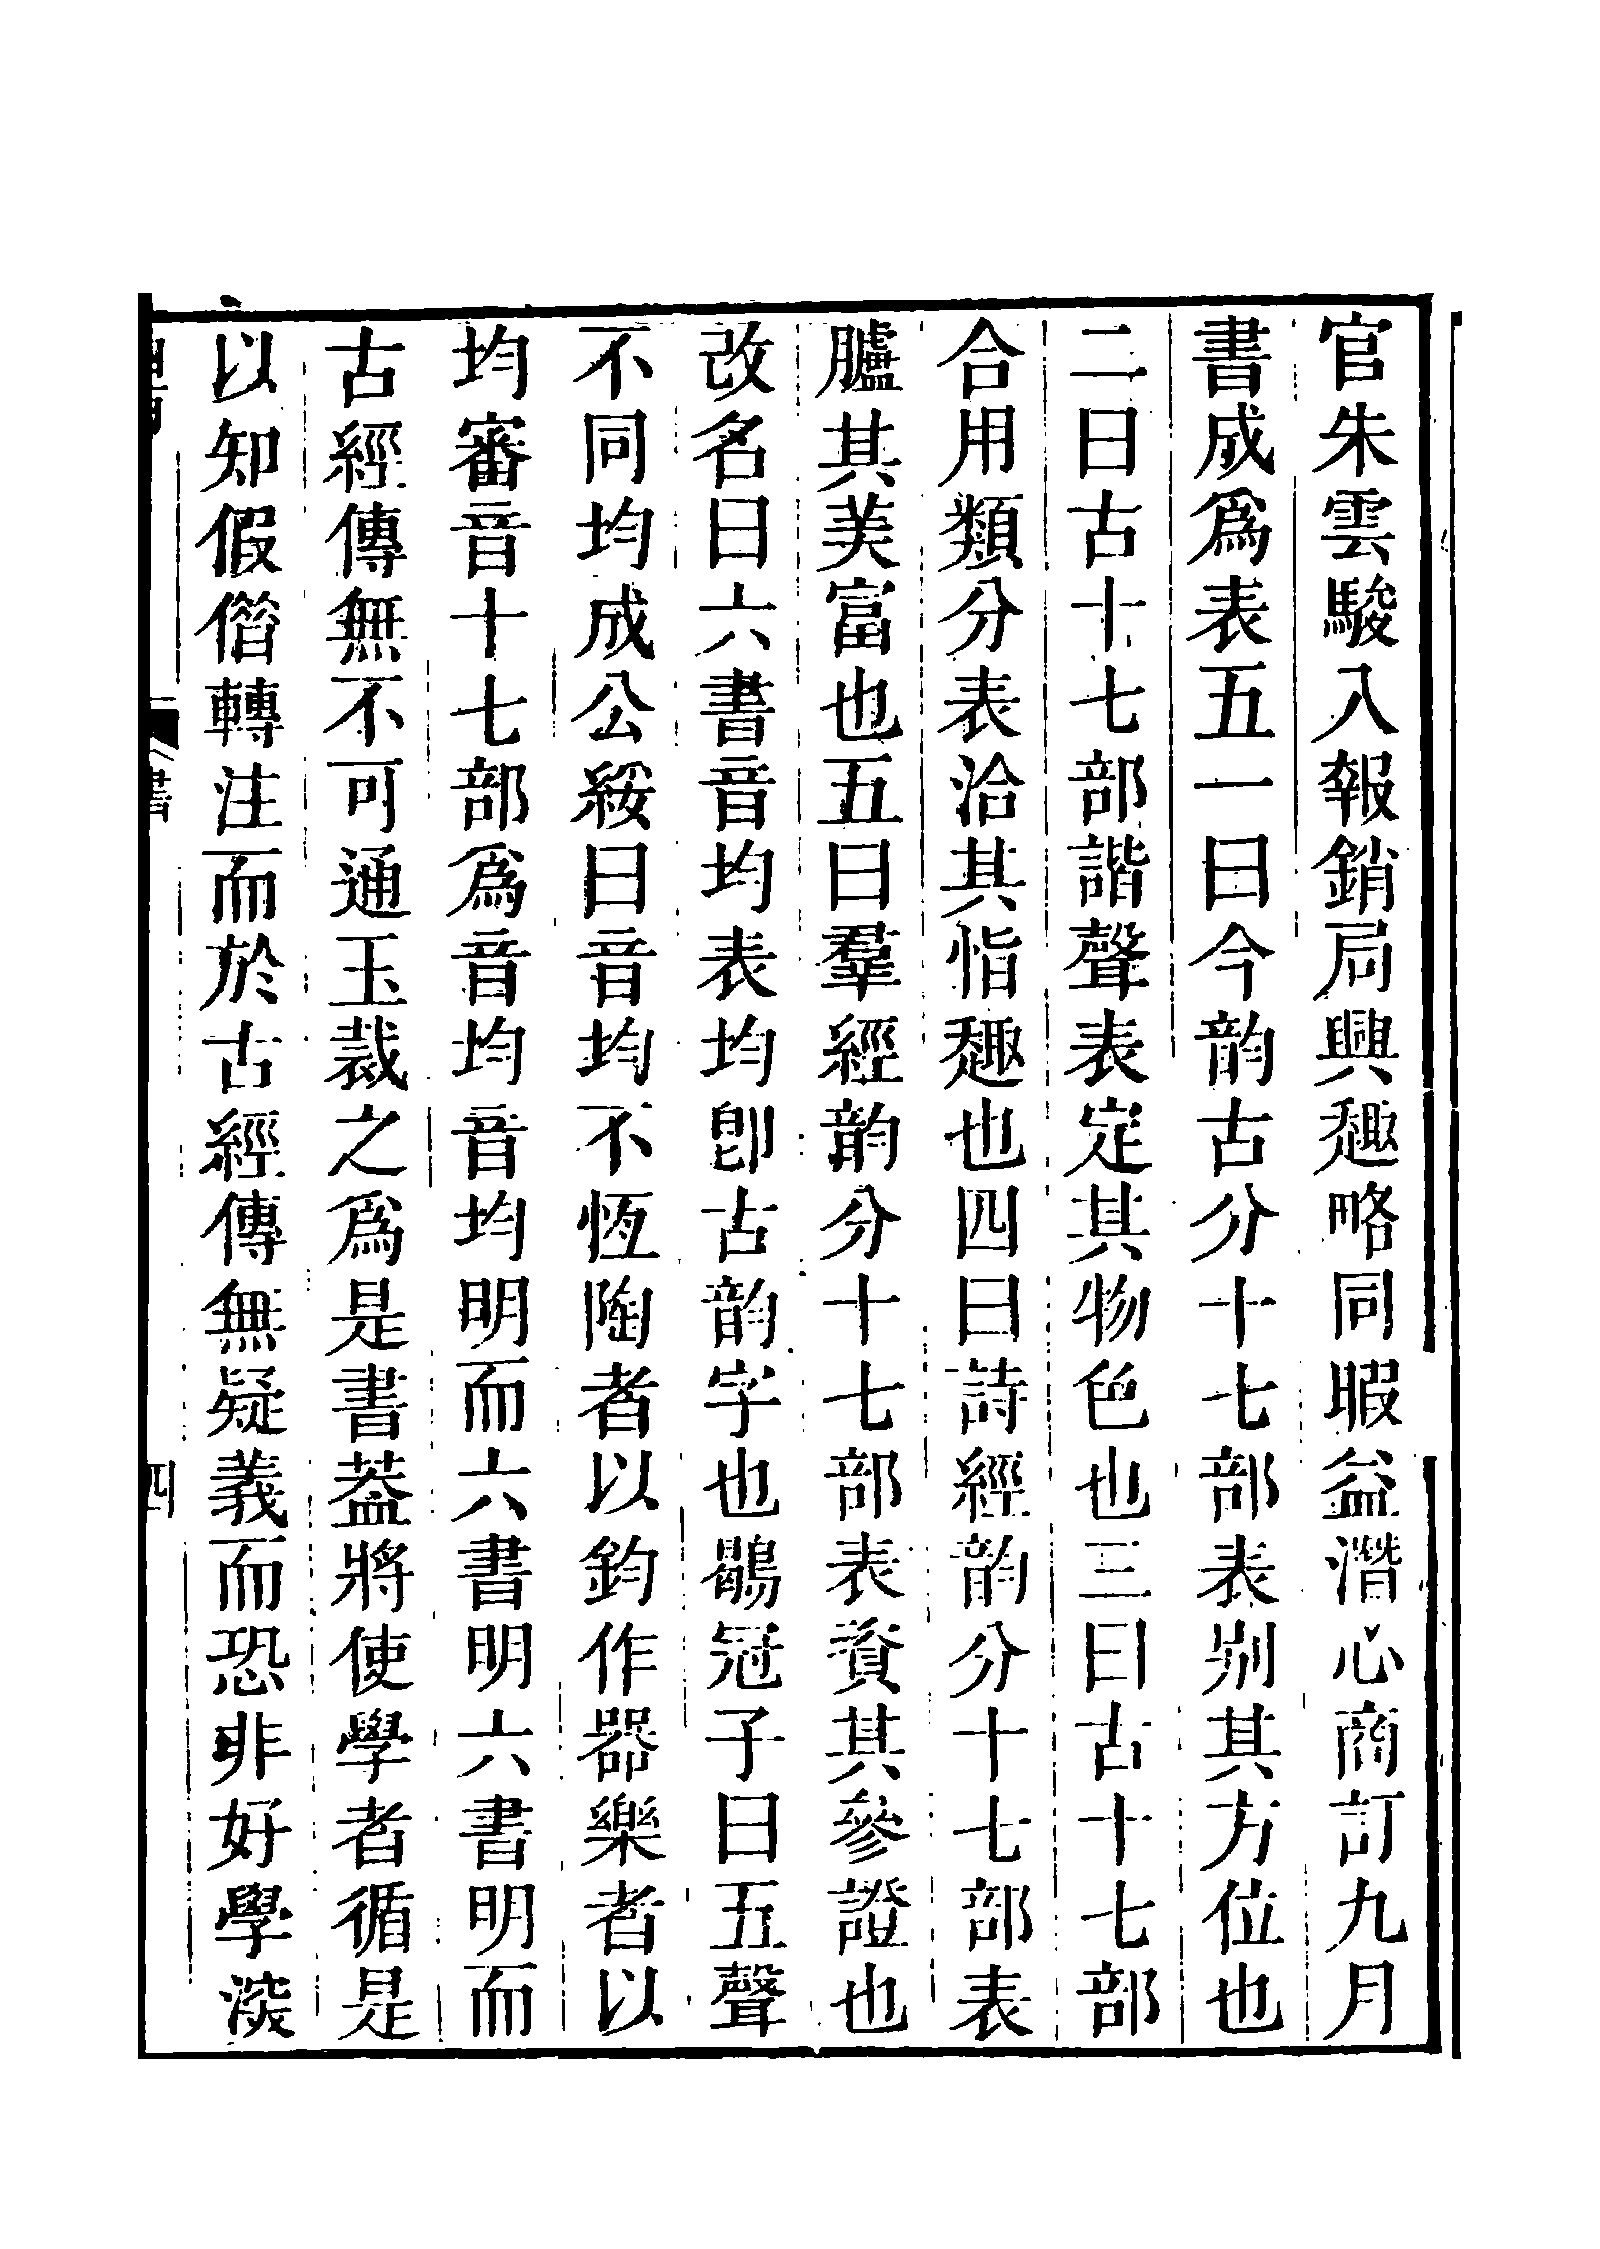 官朱雲駿入報銷局興趣略同暇益潛心商訂九月
書成爲表五一曰今韵古分十七部表别其方位也
二曰古十七部諧聲表定其物色也三曰古十七部
合用類分表洽其恉趣也四曰詩經韵分十七部表
臚其美富也五曰羣經韵分十七部表資其參證也
改名曰六書音均表均卽古韵字也鶡冠子曰五聲
不同均成公綏曰音均不恆陶者以鈞作器樂者以
均審音十七部爲音均音均明而六書明六書明而
古經傳無不可通玉裁之爲是書葢將使學者循是
以知假僭轉注而於古經傳無疑義而恐非好學湥
四